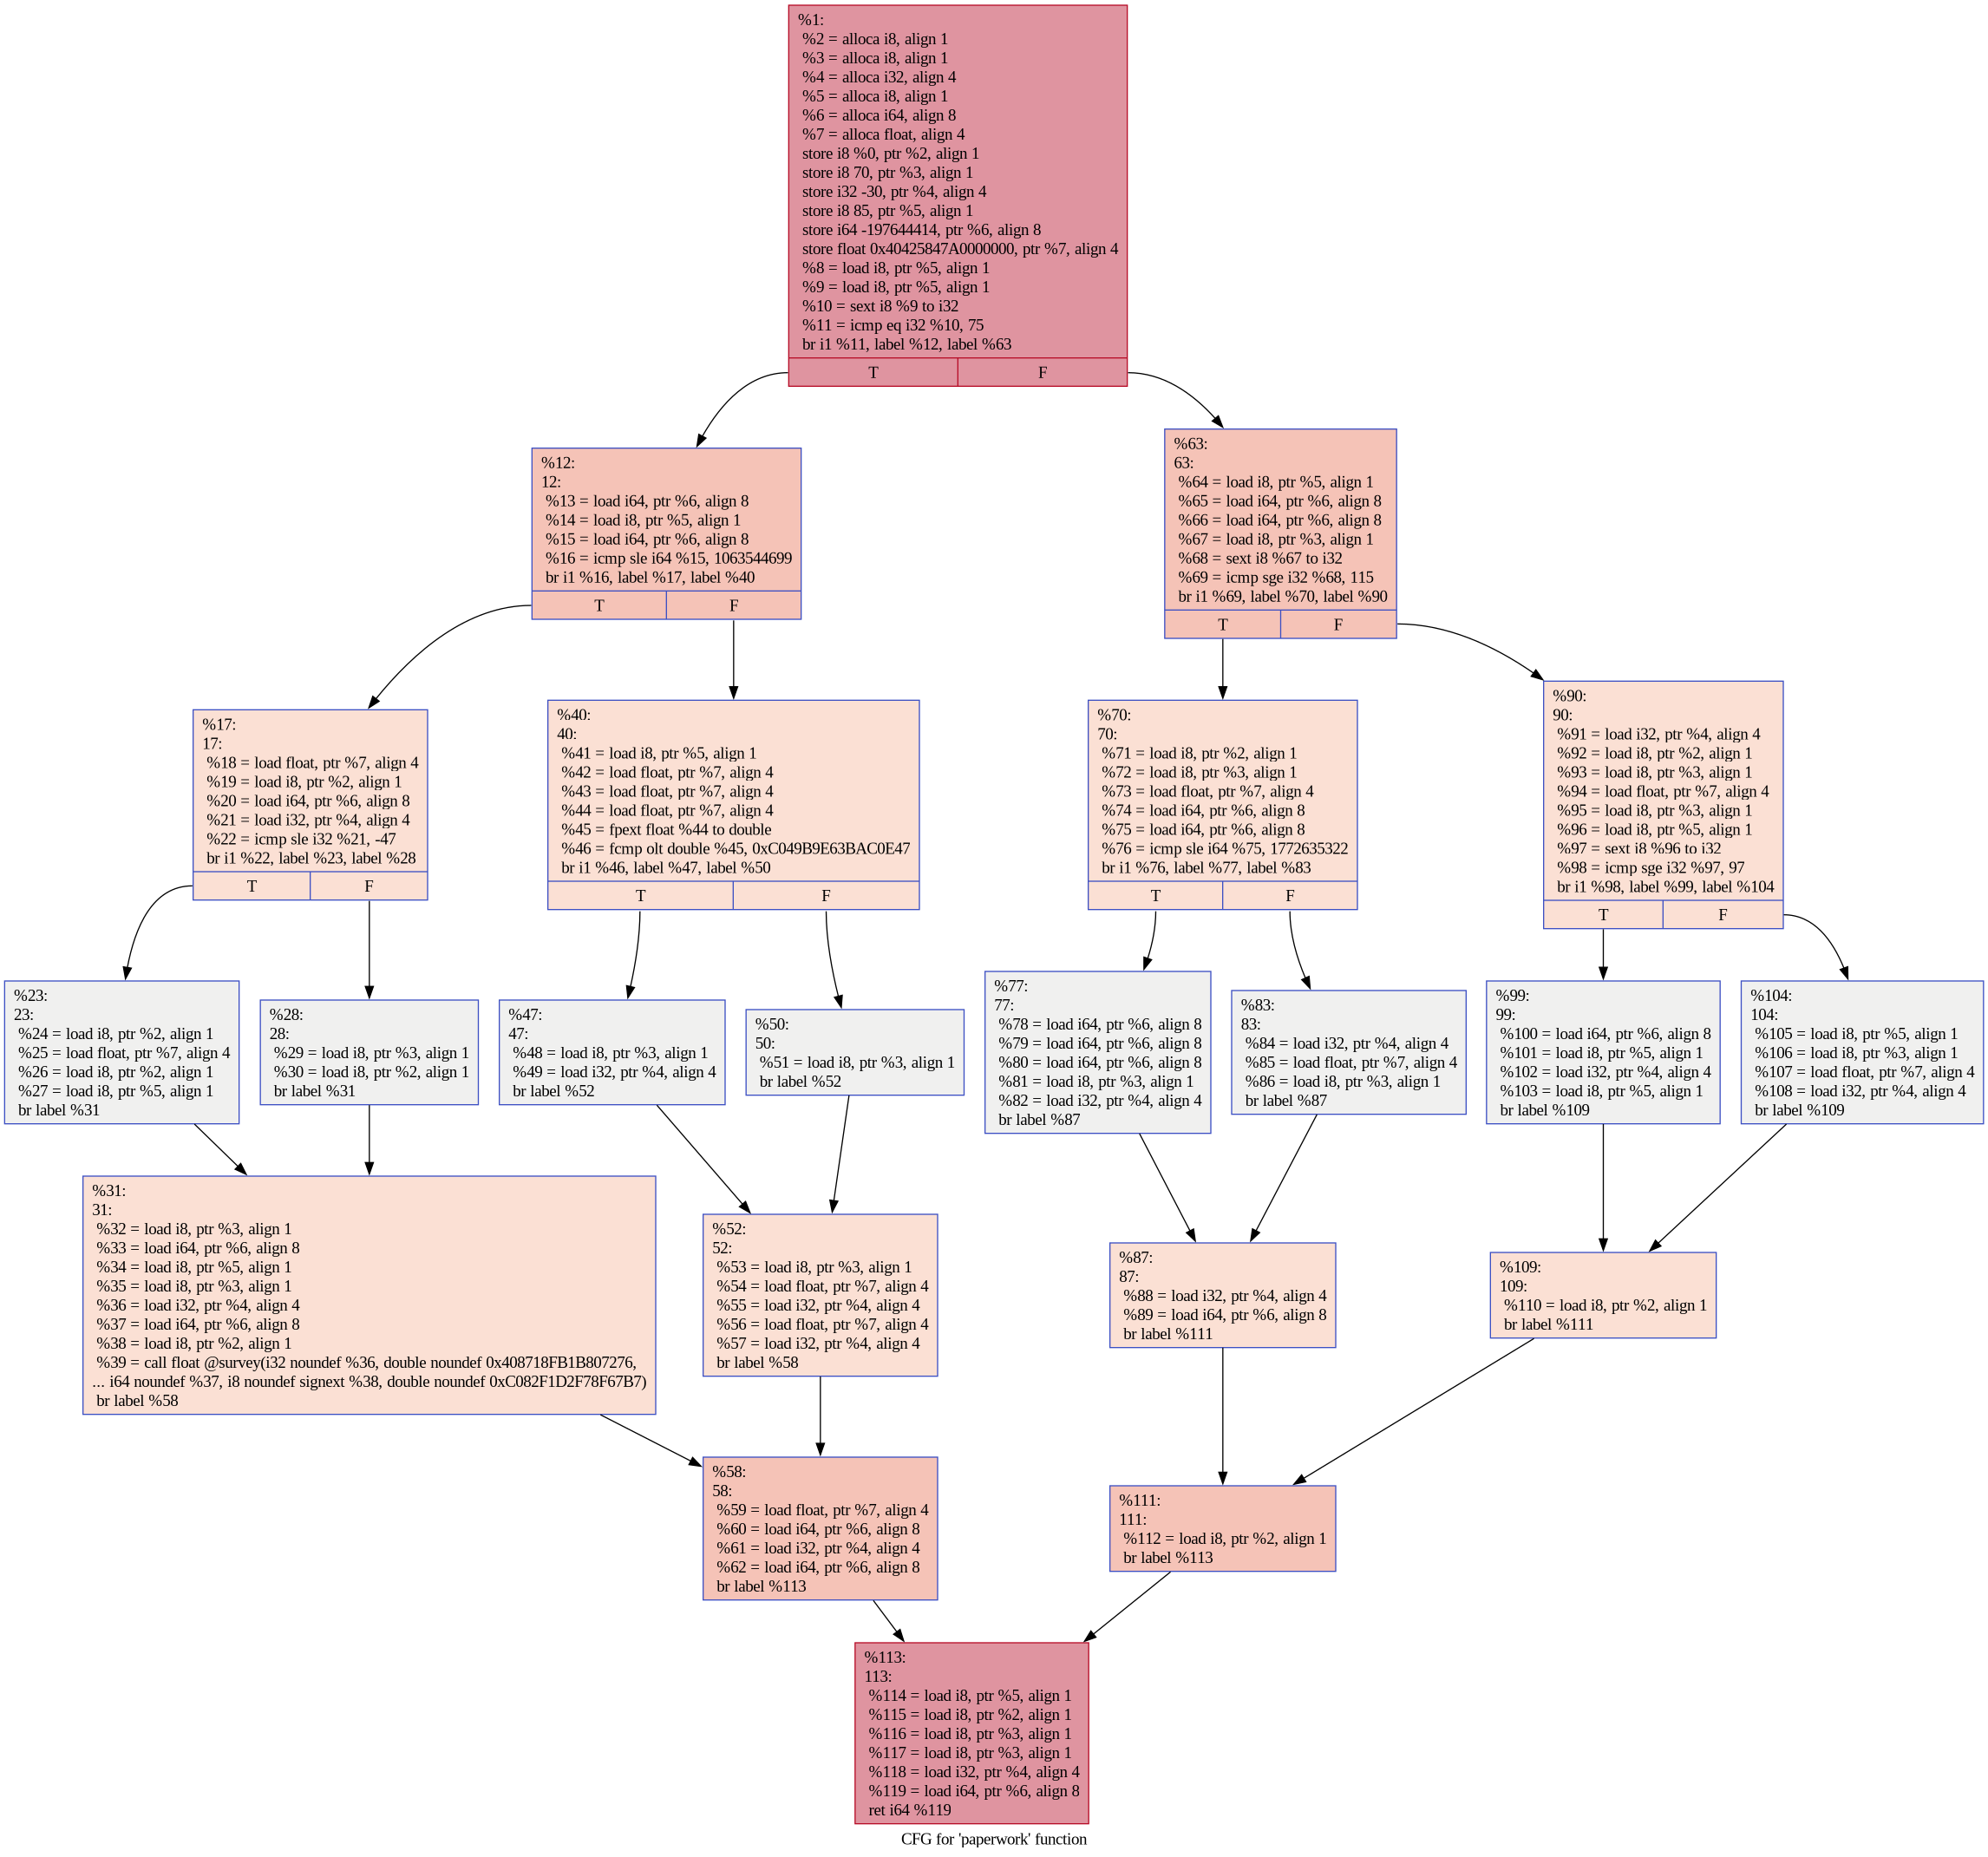 %1:
%2 = alloca i8, align 1
%3 = alloca i8, align 1
%4 = alloca i32, align 4
%5 = alloca i8, align 1
%6 = alloca i64, align 8
%7 = alloca float, align 4
store i8 %0, ptr %2, align 1
store i8 70, ptr %3, align 1
store i32 -30, ptr %4, align 4
store i8 85, ptr %5, align 1
store i64 -197644414, ptr %6, align 8
store float 0x40425847A0000000, ptr %7, align 4
%8 = load i8, ptr %5, align 1
%9 = load i8, ptr %5, align 1
%10 = sext i8 %9 to i32
%11 = icmp eq i32 %10, 75
br i1 %11, label %12, label %63
T F
%12:
12:
%13 = load i64, ptr %6, align 8
%14 = load i8, ptr %5, align 1
%15 = load i64, ptr %6, align 8
%16 = icmp sle i64 %15, 1063544699
br i1 %16, label %17, label %40
T F
%63:
63:
%64 = load i8, ptr %5, align 1
%65 = load i64, ptr %6, align 8
%66 = load i64, ptr %6, align 8
%67 = load i8, ptr %3, align 1
%68 = sext i8 %67 to i32
%69 = icmp sge i32 %68, 115
br i1 %69, label %70, label %90
T F
%17:
17:
%18 = load float, ptr %7, align 4
%19 = load i8, ptr %2, align 1
%20 = load i64, ptr %6, align 8
%21 = load i32, ptr %4, align 4
%22 = icmp sle i32 %21, -47
br i1 %22, label %23, label %28
T F
%40:
40:
%41 = load i8, ptr %5, align 1
%42 = load float, ptr %7, align 4
%43 = load float, ptr %7, align 4
%44 = load float, ptr %7, align 4
%45 = fpext float %44 to double
%46 = fcmp olt double %45, 0xC049B9E63BAC0E47
br i1 %46, label %47, label %50
T F
%70:
70:
%71 = load i8, ptr %2, align 1
%72 = load i8, ptr %3, align 1
%73 = load float, ptr %7, align 4
%74 = load i64, ptr %6, align 8
%75 = load i64, ptr %6, align 8
%76 = icmp sle i64 %75, 1772635322
br i1 %76, label %77, label %83
T F
%90:
90:
%91 = load i32, ptr %4, align 4
%92 = load i8, ptr %2, align 1
%93 = load i8, ptr %3, align 1
%94 = load float, ptr %7, align 4
%95 = load i8, ptr %3, align 1
%96 = load i8, ptr %5, align 1
%97 = sext i8 %96 to i32
%98 = icmp sge i32 %97, 97
br i1 %98, label %99, label %104
T F
%23:
23:
%24 = load i8, ptr %2, align 1
%25 = load float, ptr %7, align 4
%26 = load i8, ptr %2, align 1
%27 = load i8, ptr %5, align 1
br label %31
%28:
28:
%29 = load i8, ptr %3, align 1
%30 = load i8, ptr %2, align 1
br label %31
%47:
47:
%48 = load i8, ptr %3, align 1
%49 = load i32, ptr %4, align 4
br label %52
%50:
50:
%51 = load i8, ptr %3, align 1
br label %52
%77:
77:
%78 = load i64, ptr %6, align 8
%79 = load i64, ptr %6, align 8
%80 = load i64, ptr %6, align 8
%81 = load i8, ptr %3, align 1
%82 = load i32, ptr %4, align 4
br label %87
%83:
83:
%84 = load i32, ptr %4, align 4
%85 = load float, ptr %7, align 4
%86 = load i8, ptr %3, align 1
br label %87
%99:
99:
%100 = load i64, ptr %6, align 8
%101 = load i8, ptr %5, align 1
%102 = load i32, ptr %4, align 4
%103 = load i8, ptr %5, align 1
br label %109
%104:
104:
%105 = load i8, ptr %5, align 1
%106 = load i8, ptr %3, align 1
%107 = load float, ptr %7, align 4
%108 = load i32, ptr %4, align 4
br label %109
%31:
31:
%32 = load i8, ptr %3, align 1
%33 = load i64, ptr %6, align 8
%34 = load i8, ptr %5, align 1
%35 = load i8, ptr %3, align 1
%36 = load i32, ptr %4, align 4
%37 = load i64, ptr %6, align 8
%38 = load i8, ptr %2, align 1
%39 = call float @survey(i32 noundef %36, double noundef 0x408718FB1B807276,
... i64 noundef %37, i8 noundef signext %38, double noundef 0xC082F1D2F78F67B7)
br label %58
%52:
52:
%53 = load i8, ptr %3, align 1
%54 = load float, ptr %7, align 4
%55 = load i32, ptr %4, align 4
%56 = load float, ptr %7, align 4
%57 = load i32, ptr %4, align 4
br label %58
%87:
87:
%88 = load i32, ptr %4, align 4
%89 = load i64, ptr %6, align 8
br label %111
%109:
109:
%110 = load i8, ptr %2, align 1
br label %111
%58:
58:
%59 = load float, ptr %7, align 4
%60 = load i64, ptr %6, align 8
%61 = load i32, ptr %4, align 4
%62 = load i64, ptr %6, align 8
br label %113
%111:
111:
%112 = load i8, ptr %2, align 1
br label %113
%113:
113:
%114 = load i8, ptr %5, align 1
%115 = load i8, ptr %2, align 1
%116 = load i8, ptr %3, align 1
%117 = load i8, ptr %3, align 1
%118 = load i32, ptr %4, align 4
%119 = load i64, ptr %6, align 8
ret i64 %119
CFG for 'paperwork' function